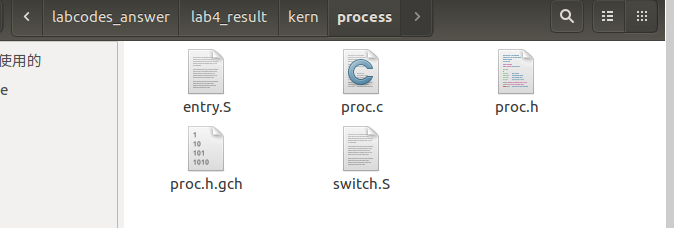 labcodes_answer lab4_result kern process
使用的
e
entry.S proc.c proc.h
1
10
101
1010
proc.h.gch switch.S